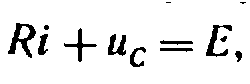 Ri + u_C = E,